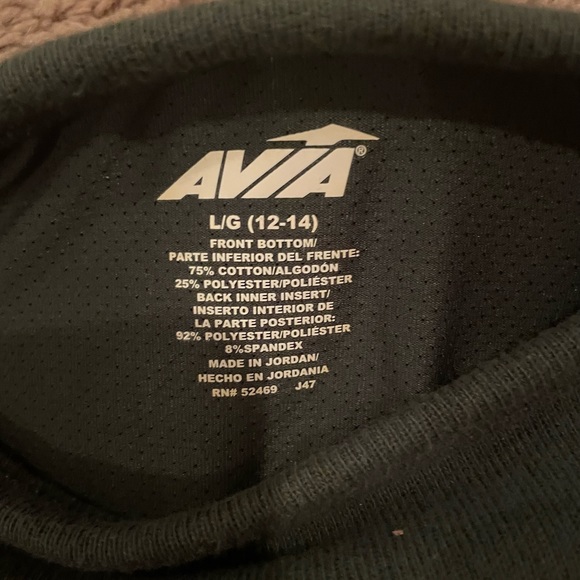 AVIA®
L/G (12-14)
FRONT BOTTOM/
PARTE INFERIOR DEL FRENTE:
75% COTTON/ALGODÓN
25% POLYESTER/POLIÉSTER
BACK INNER INSERT/
INSERTO INTERIOR DE
LA PARTE POSTERIOR:
92% POLYESTER/POLIÉSTER
8%SPANDEX
MADE IN JORDAN/
HECHO EN JORDANIA
RN# 52469 J47